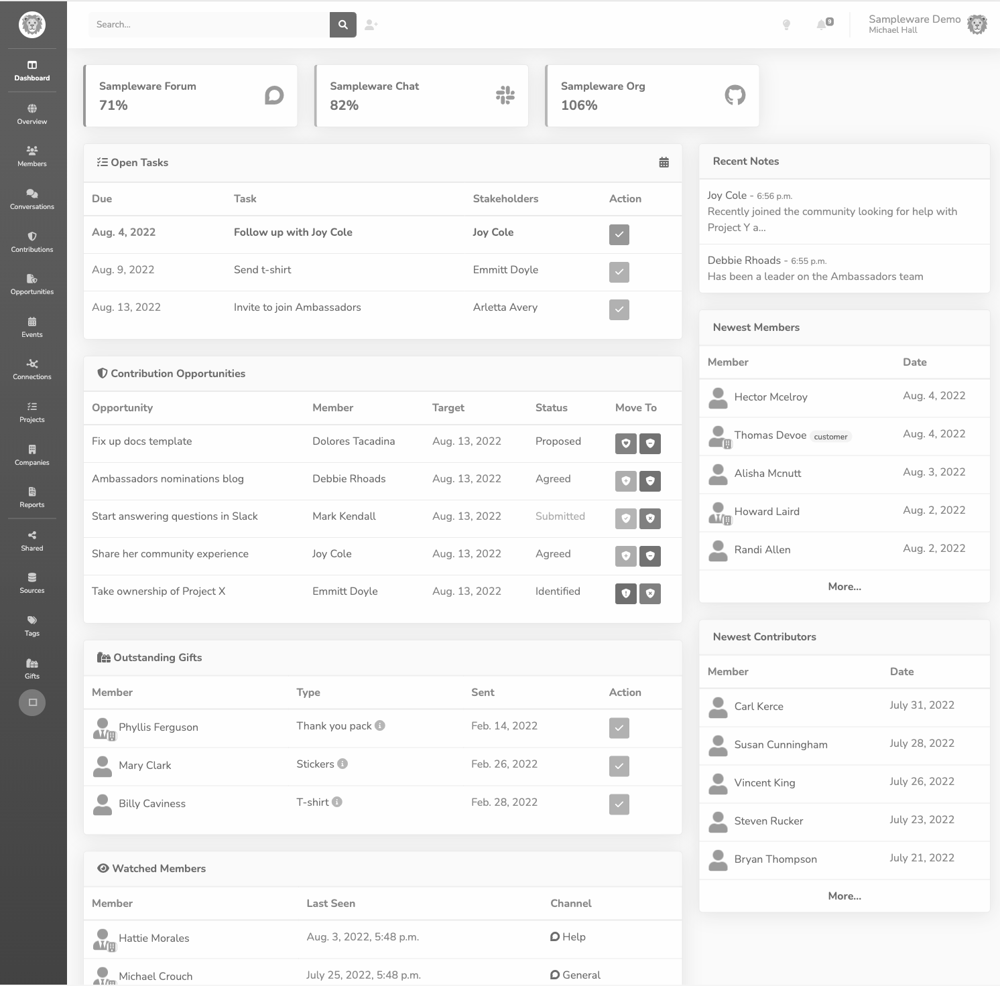 Search...
9
Sampleware Demo
Michael Hall
Dashboard
Overview
Members
Conversations
Contributions
Opportunities
Events
Connections
Projects
Companies
Reports
Shared
Sources
Tags
Gifts
Sampleware Forum
71%
Sampleware Chat
82%
Sampleware Org
106%
Open Tasks
Due Task Stakeholders Action
Aug. 4, 2022 Follow up with Joy Cole Joy Cole
Aug. 9, 2022 Send t-shirt Emmitt Doyle
Aug. 13, 2022 Invite to join Ambassadors Arletta Avery
Contribution Opportunities
Opportunity Member Target Status Move To
Fix up docs template Dolores Tacadina Aug. 13, 2022 Proposed
Ambassadors nominations blog Debbie Rhoads Aug. 13, 2022 Agreed
Start answering questions in Slack Mark Kendall Aug. 13, 2022 Submitted
Share her community experience Joy Cole Aug. 13, 2022 Agreed
Take ownership of Project X Emmitt Doyle Aug. 13, 2022 Identified
Outstanding Gifts
Member Type Sent Action
Phyllis Ferguson Thank you pack Feb. 14, 2022
Mary Clark Stickers Feb. 26, 2022
Billy Caviness T-shirt Feb. 28, 2022
Watched Members
Member Last Seen Channel
Hattie Morales Aug. 3, 2022, 5:48 p.m. Help
Michael Crouch July 25, 2022, 5:48 p.m. General
Recent Notes
Joy Cole - 6:56 p.m.
Recently joined the community looking for help with
Project Y a...
Debbie Rhoads - 6:55 p.m.
Has been a leader on the Ambassadors team
Newest Members
Member Date
Hector Mcelroy Aug. 4, 2022
Thomas Devoe customer Aug. 4, 2022
Alisha Mcnutt Aug. 3, 2022
Howard Laird Aug. 2, 2022
Randi Allen Aug. 2, 2022
More...
Newest Contributors
Member Date
Carl Kerce July 31, 2022
Susan Cunningham July 28, 2022
Vincent King July 26, 2022
Steven Rucker July 23, 2022
Bryan Thompson July 21, 2022
More...